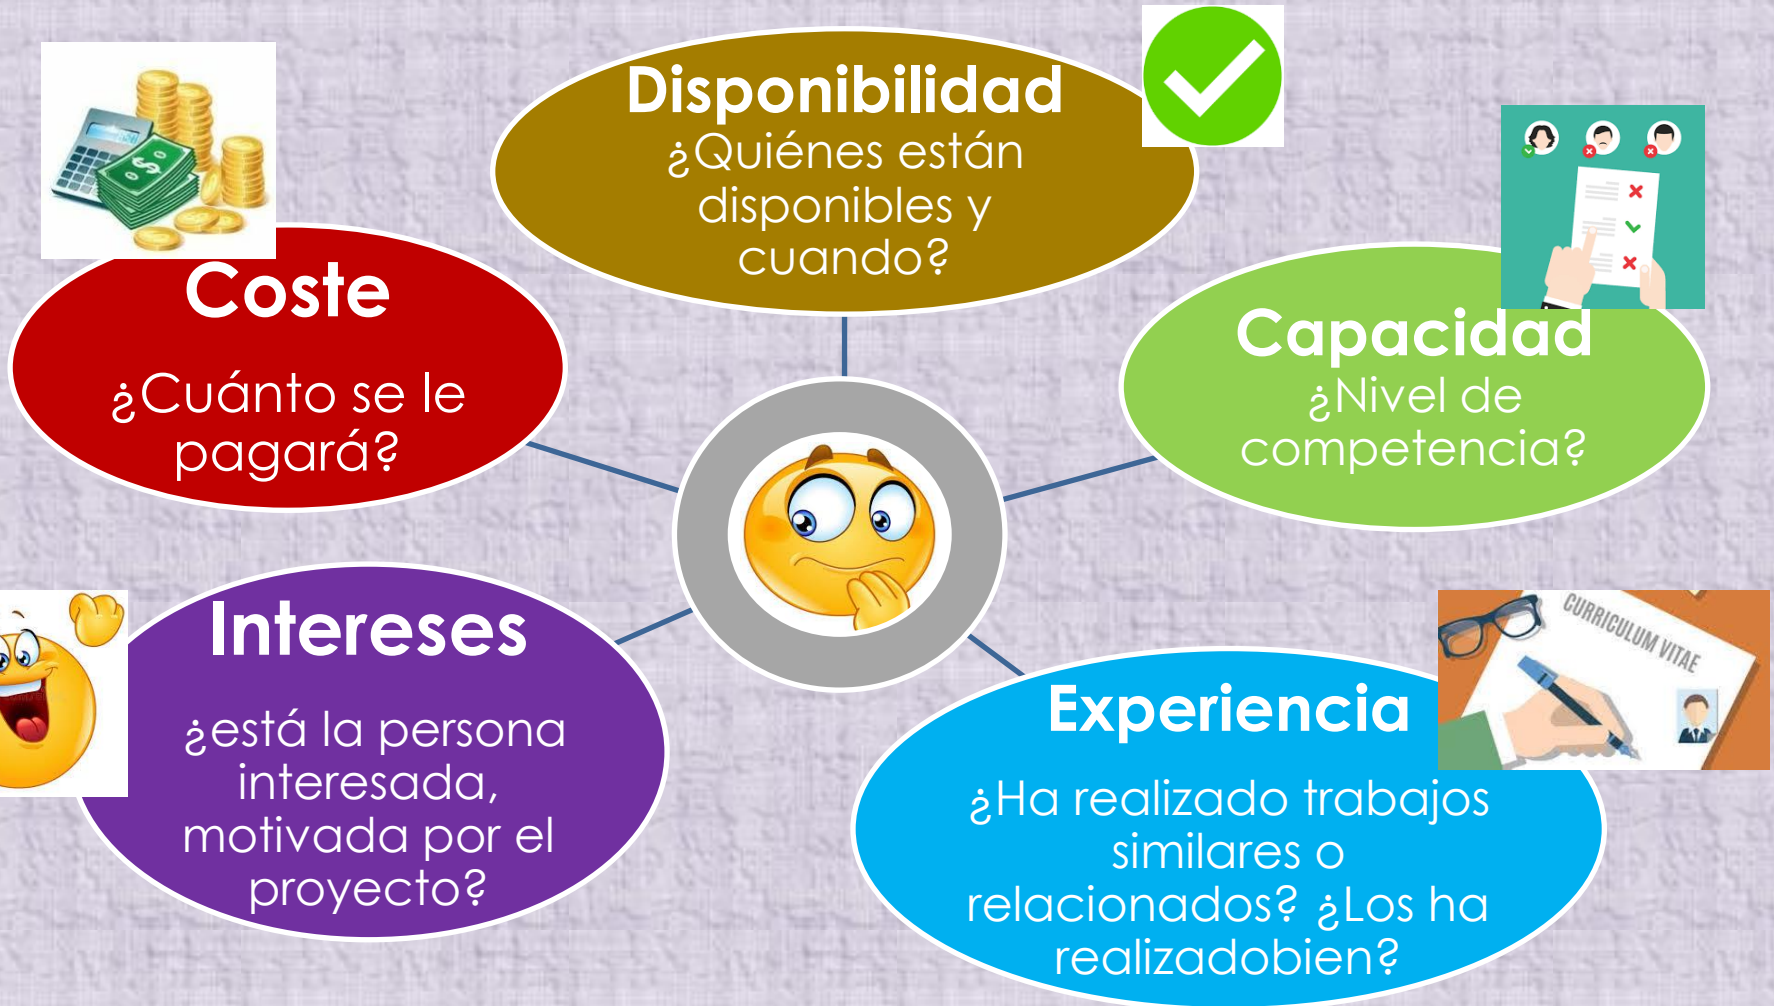 Disponibilidad
¿Quiénes están
disponibles y
cuando?
Coste
¿Cuánto se le
pagará?
Capacidad
¿Nivel de
competencia?
Intereses
¿está la persona
interesada,
motivada por el
proyecto?
Experiencia
¿Ha realizado trabajos
similares o
relacionados? ¿Los ha
realizadobien?
CURRICULUM VITAE
$